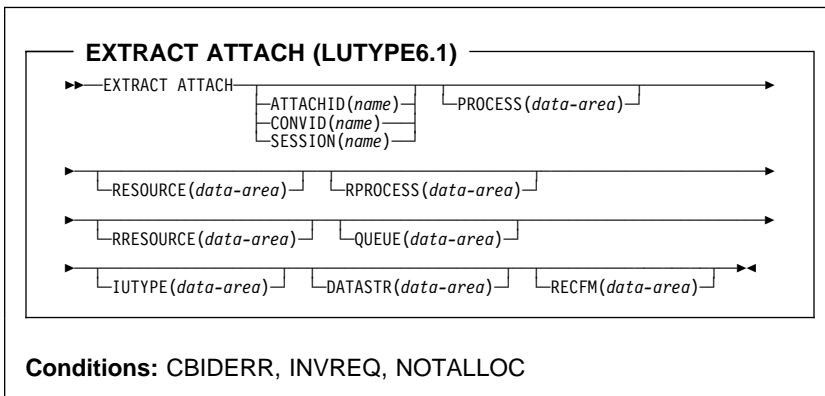 EXTRACT ATTACH (LUTYPE6.1)
EXTRACT ATTACH
ATTACHID(name)
CONVID(name)
SESSION(name)
PROCESS(data-area)
RESOURCE(data-area) RPROCESS(data-area)
RRESOURCE(data-area) QUEUE(data-area)
IUTYPE(data-area) DATASTR(data-area) RECFM(data-area)
Conditions: CBIDERR, INVREQ, NOTALLOC